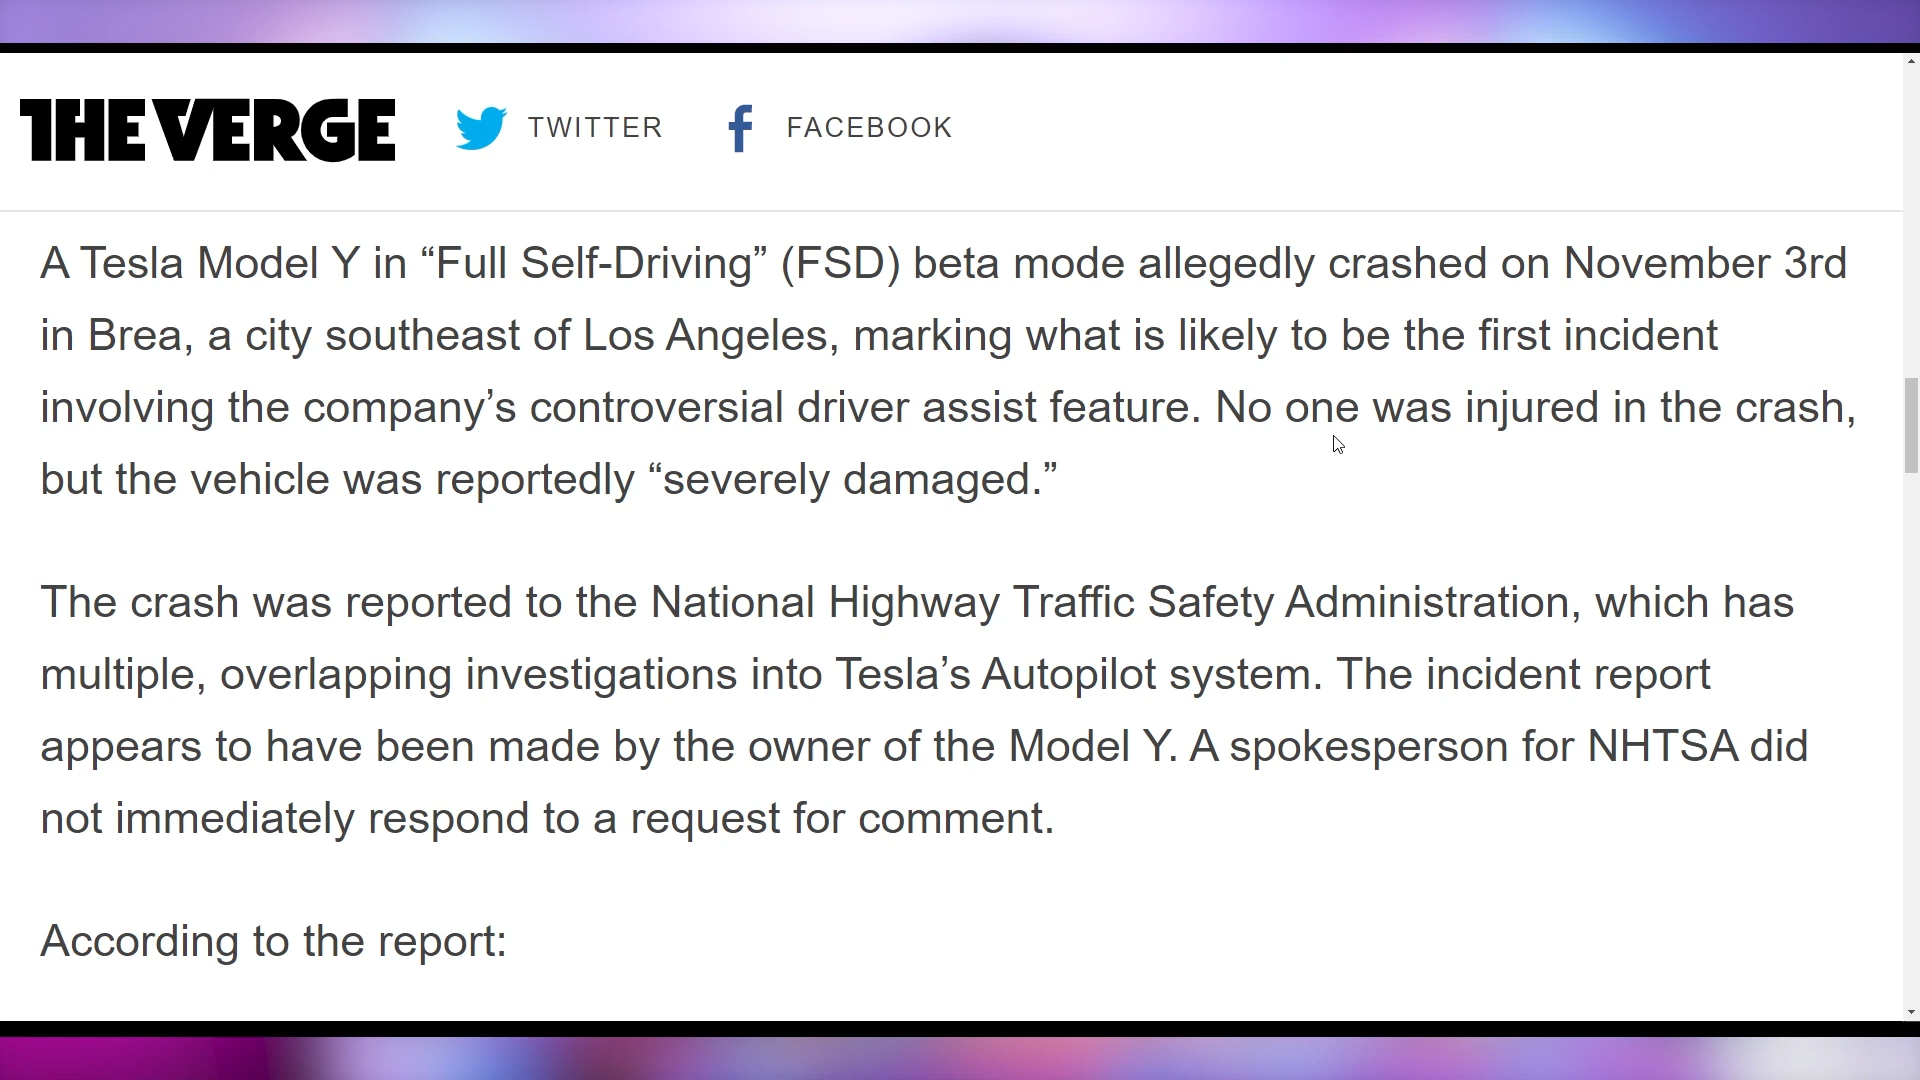 THE VERGE TWITTER FACEBOOK
A Tesla Model Y in “Full Self-Driving” (FSD) beta mode allegedly crashed on November 3rd
in Brea, a city southeast of Los Angeles, marking what is likely to be the first incident
involving the company’s controversial driver assist feature. No one was injured in the crash,
but the vehicle was reportedly “severely damaged.”
The crash was reported to the National Highway Traffic Safety Administration, which has
multiple, overlapping investigations into Tesla’s Autopilot system. The incident report
appears to have been made by the owner of the Model Y. A spokesperson for NHTSA did
not immediately respond to a request for comment.
According to the report: